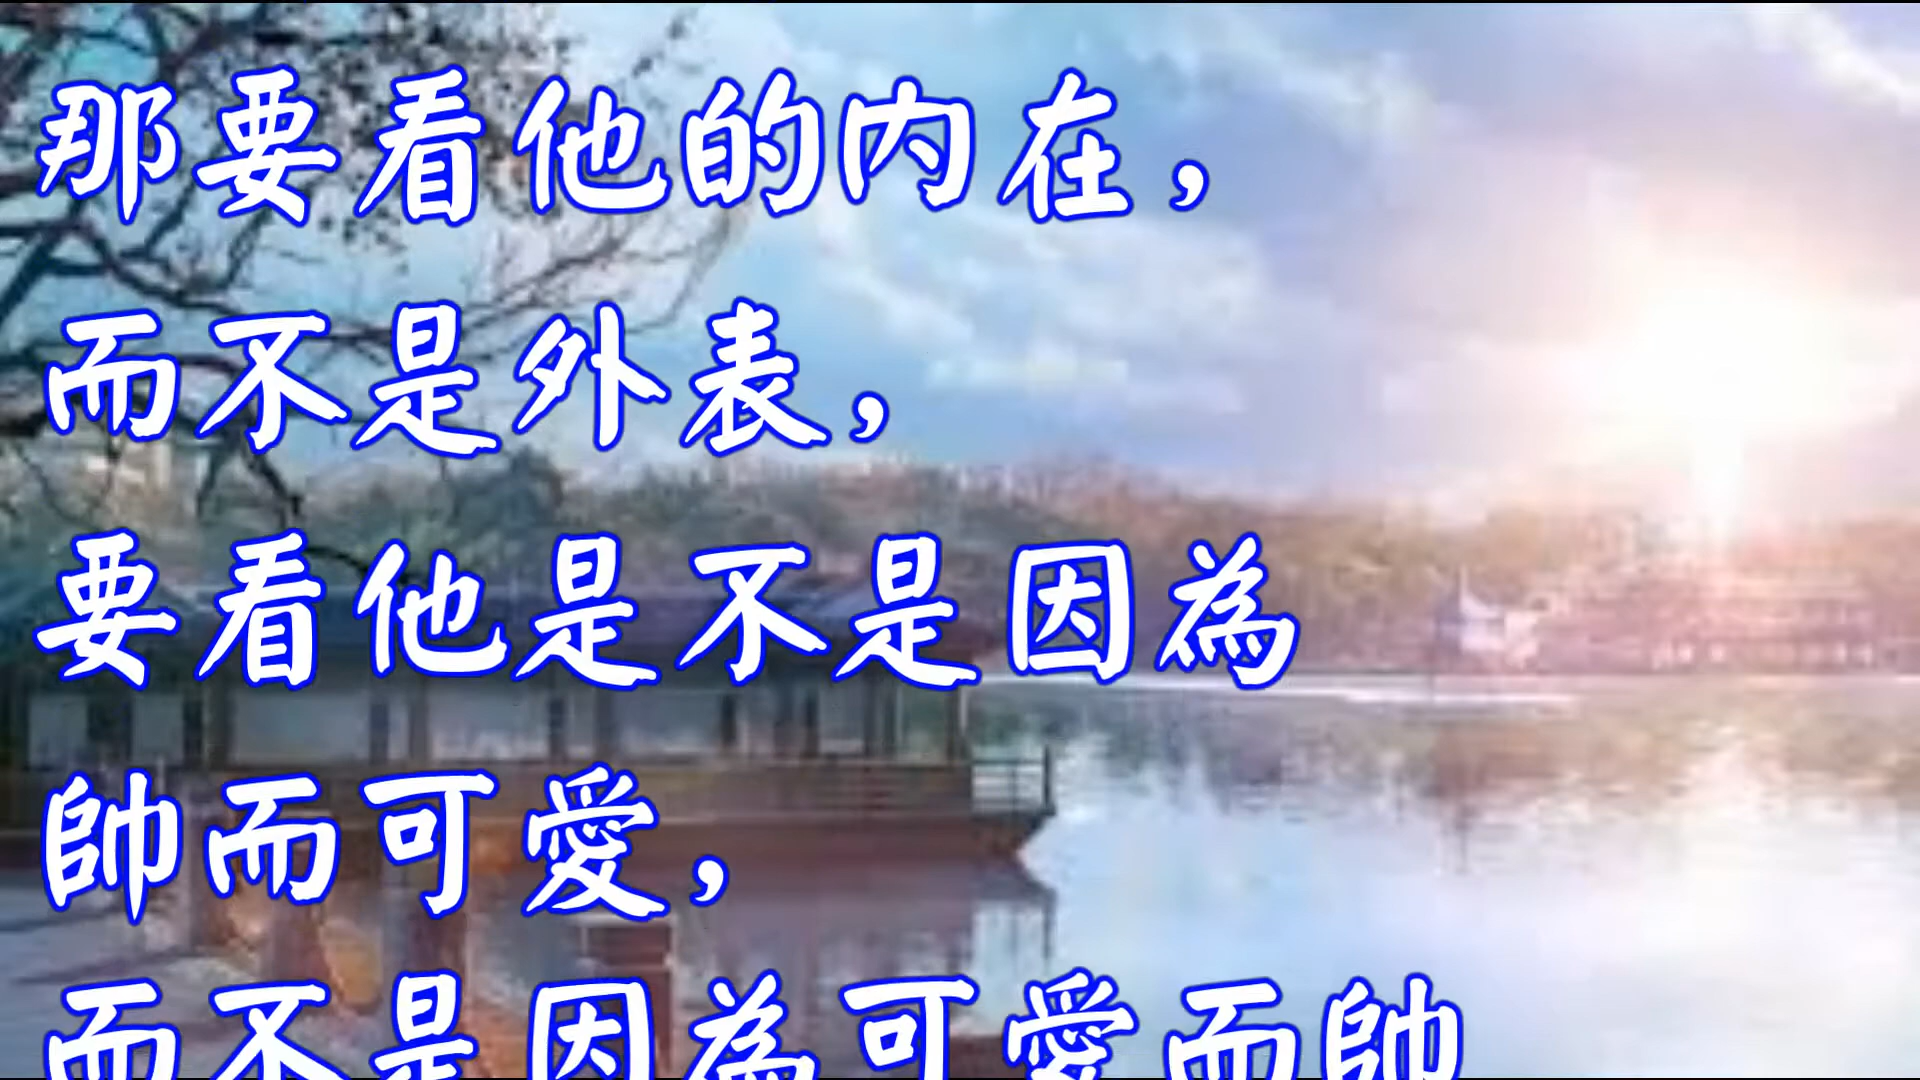 那要看他的内在，
而不是外表，
要看他是不是因為
帥而可愛，
而不是因為可愛而帥